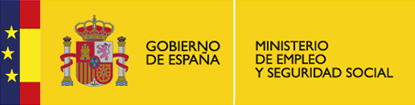 GOBIERNO
DE ESPAÑA
MINISTERIO
DE EMPLEO
Y SEGURIDAD SOCIAL